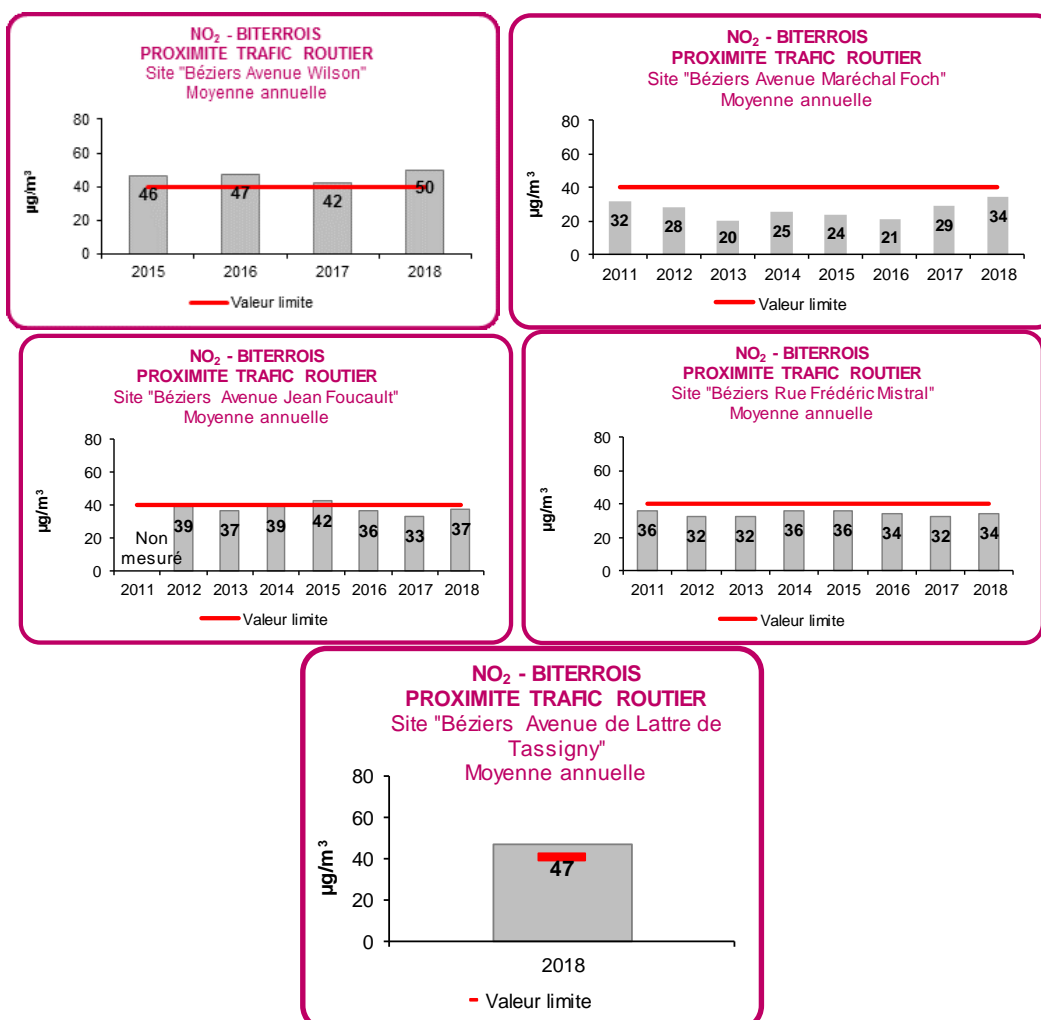 NO₂ - BITERROIS
PROXIMITE TRAFIC ROUTIER
Site "Béziers Avenue Wilson"
Moyenne annuelle
µg/m³
80
60
40
20
0
46 47 42 50
2015 2016 2017 2018
Valeur limite
NO₂ - BITERROIS
PROXIMITE TRAFIC ROUTIER
Site "Béziers Avenue Maréchal Foch"
Moyenne annuelle
µg/m³
80
60
40
20
0
32 28 20 25 24 21 29 34
2011 2012 2013 2014 2015 2016 2017 2018
Valeur limite
NO₂ - BITERROIS
PROXIMITE TRAFIC ROUTIER
Site "Béziers Avenue Jean Foucault"
Moyenne annuelle
µg/m³
80
60
40
20
0
Non
mesuré
39 37 39 42 36 33 37
2011 2012 2013 2014 2015 2016 2017 2018
Valeur limite
NO₂ - BITERROIS
PROXIMITE TRAFIC ROUTIER
Site "Béziers Rue Frédéric Mistral"
Moyenne annuelle
µg/m³
80
60
40
20
0
36 32 32 36 36 34 32 34
2011 2012 2013 2014 2015 2016 2017 2018
Valeur limite
NO₂ - BITERROIS
PROXIMITE TRAFIC ROUTIER
Site "Béziers Avenue de Lattre de
Tassigny"
Moyenne annuelle
µg/m³
80
60
40
20
0
47
2018
Valeur limite